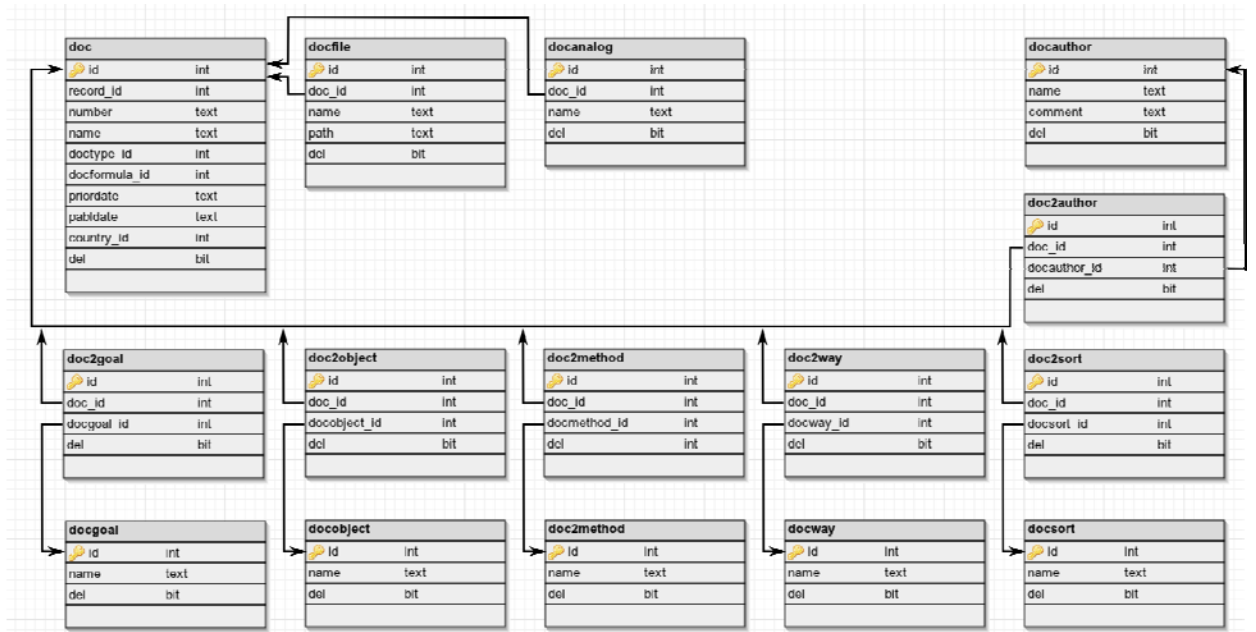 doc
id int
record_id int
number text
name text
doctype_id int
docformula_id int
priordate text
pabldate text
country_id int
del bit
docfile
id int
doc_id int
name text
path text
del bit
docanalog
id int
doc_id int
name text
del bit
docauthor
id int
name text
comment text
del bit
doc2author
id int
doc_id int
docauthor_id int
del bit
doc2goal
id int
doc_id int
docgoal_id int
del bit
doc2object
id int
doc_id int
docobject_id int
del bit
doc2method
id int
doc_id int
docmethod_id int
del int
doc2way
id int
doc_id int
docway_id int
del bit
doc2sort
id int
doc_id int
docsort_id int
del bit
docgoal
id int
name text
del bit
docobject
id int
name text
del bit
doc2method
id int
name text
del bit
docway
id int
name text
del bit
docsort
id int
name text
del bit